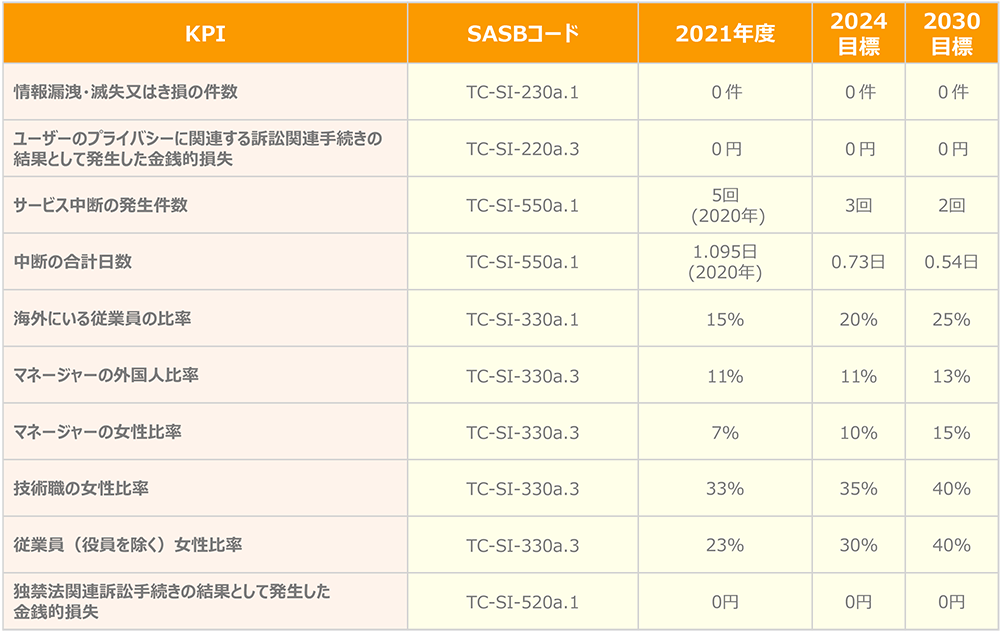 KPI SASBコード 2021年度 2024 2030
目標 目標
情報漏洩・滅失又はき損の件数 TC-SI-230a.1 0件 0件 0件
ユーザーのプライバシーに関連する訴訟関連手続きの
結果として発生した金銭的損失 TC-SI-220a.3 0円 0円 0円
サービス中断の発生件数 TC-SI-550a.1 5回 3回 2回
(2020年)
中断の合計日数 TC-SI-550a.1 1.095日 0.73日 0.54日
(2020年)
海外にいる従業員の比率 TC-SI-330a.1 15% 20% 25%
マネージャーの外国人比率 TC-SI-330a.3 11% 11% 13%
マネージャーの女性比率 TC-SI-330a.3 7% 10% 15%
技術職の女性比率 TC-SI-330a.3 33% 35% 40%
従業員（役員を除く）女性比率 TC-SI-330a.3 23% 30% 40%
独禁法関連訴訟手続きの結果として発生した
金銭的損失 TC-SI-520a.1 0円 0円 0円